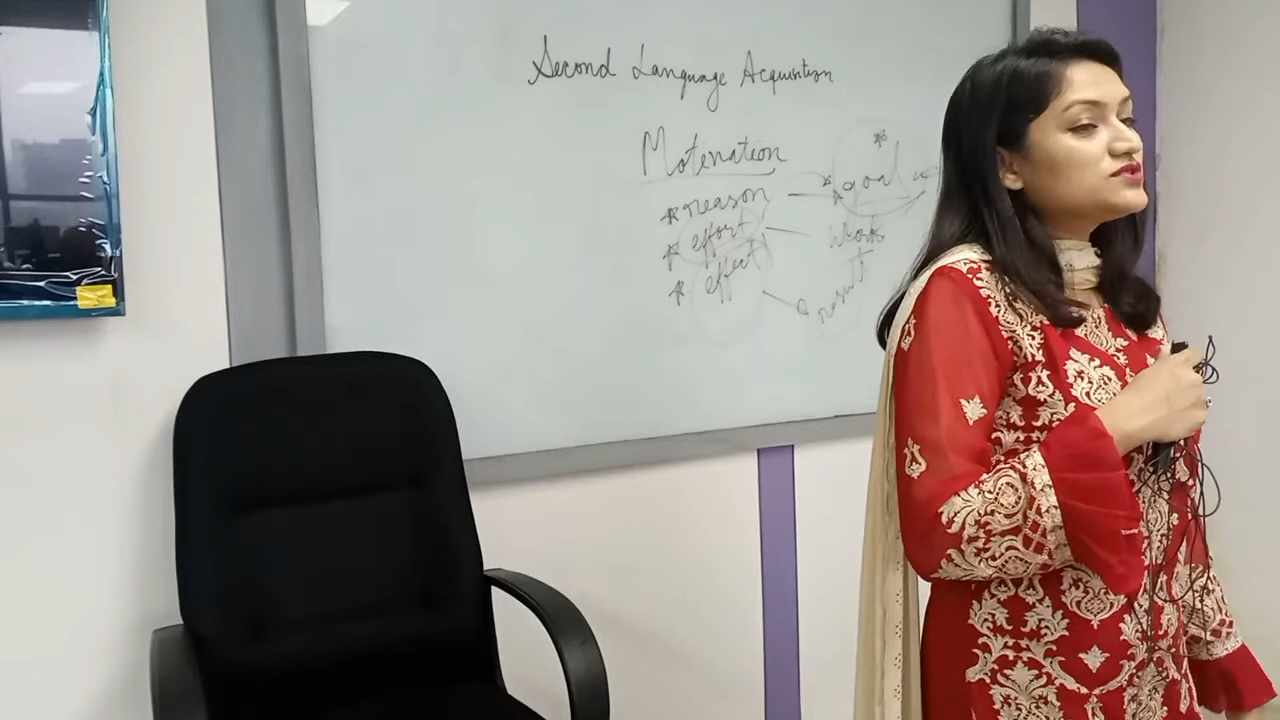 Second Language Acquisition
Motivation
* reason — * goal
* effort — work
* effect — result